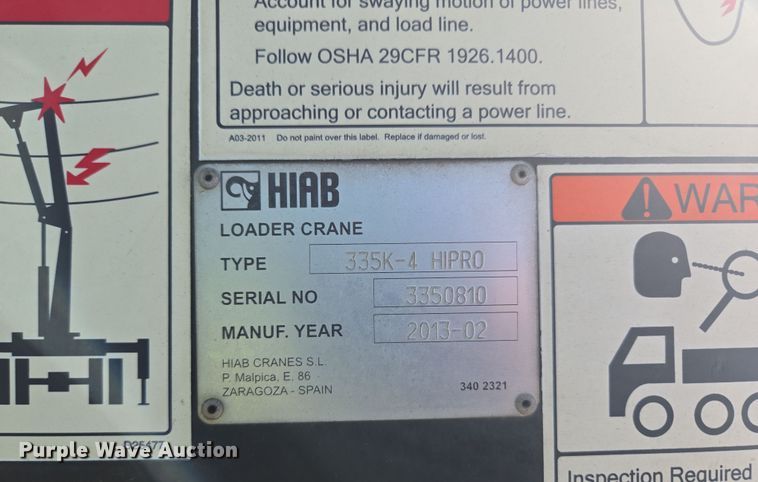 Account for swaying motion of power lines,
equipment, and load line.
Follow OSHA 29CFR 1926.1400.
Death or serious injury will result from
approaching or contacting a power line.
A03-2011 Do not paint over this label. Replace if damaged or lost.
HIAB
LOADER CRANE
TYPE 335K-4 HIPRO
SERIAL NO 3350810
MANUF. YEAR 2013-02
HIAB CRANES S.L.
P. Malpica. E, 86
ZARAGOZA - SPAIN
340 2321
WAR
Inspection Required
Purple Wave Auction